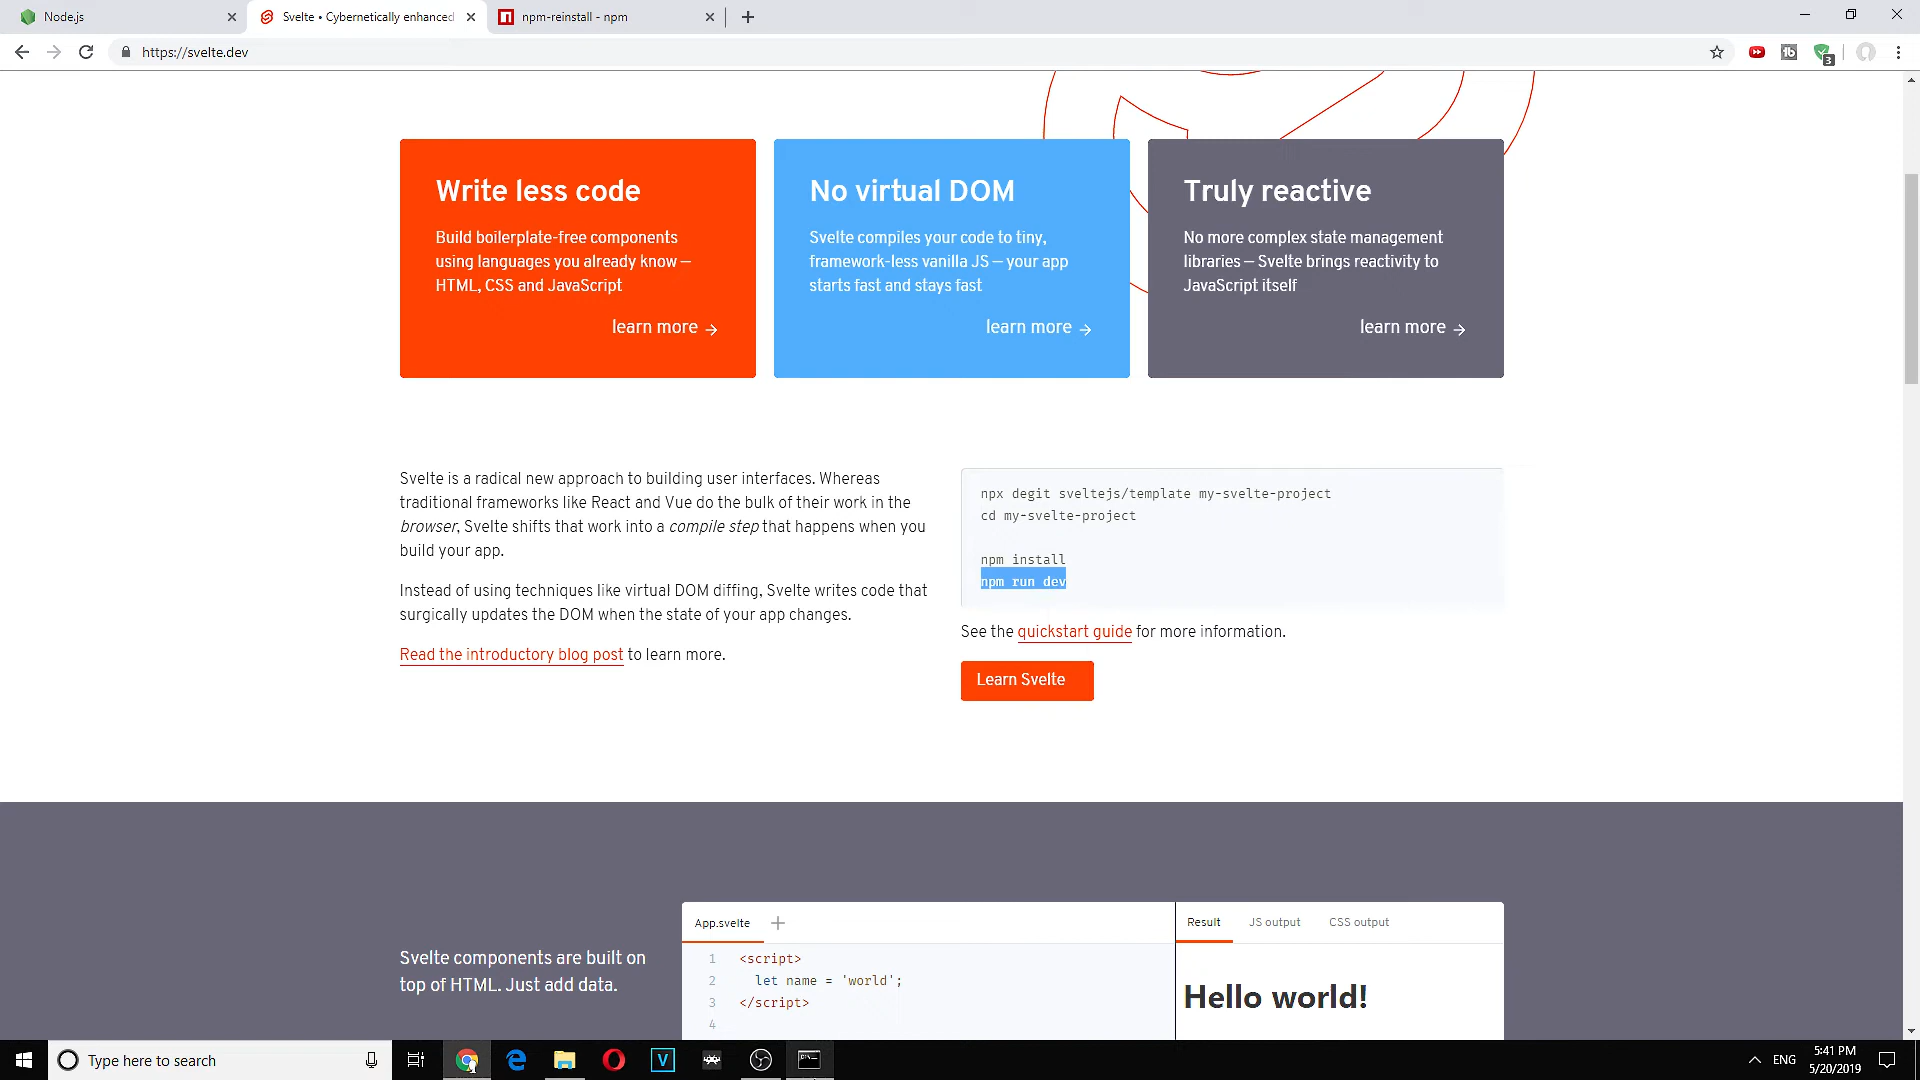 Node.js
Svelte • Cybernetically enhanced
npm-reinstall - npm
https://svelte.dev
3
Write less code
Build boilerplate-free components
using languages you already know —
HTML, CSS and JavaScript
learn more →
No virtual DOM
Svelte compiles your code to tiny,
framework-less vanilla JS — your app
starts fast and stays fast
learn more →
Truly reactive
No more complex state management
libraries — Svelte brings reactivity to
JavaScript itself
learn more →
Svelte is a radical new approach to building user interfaces. Whereas
traditional frameworks like React and Vue do the bulk of their work in the
browser, Svelte shifts that work into a compile step that happens when you
build your app.
Instead of using techniques like virtual DOM diffing, Svelte writes code that
surgically updates the DOM when the state of your app changes.
Read the introductory blog post to learn more.
npx degit sveltejs/template my-svelte-project
cd my-svelte-project
npm install
npm run dev
See the quickstart guide for more information.
Learn Svelte
Svelte components are built on
top of HTML. Just add data.
App.svelte +
1 <script>
2 let name = 'world';
3 </script>
4
Result JS output CSS output
Hello world!
Type here to search
V
ENG
5:41 PM
5/20/2019